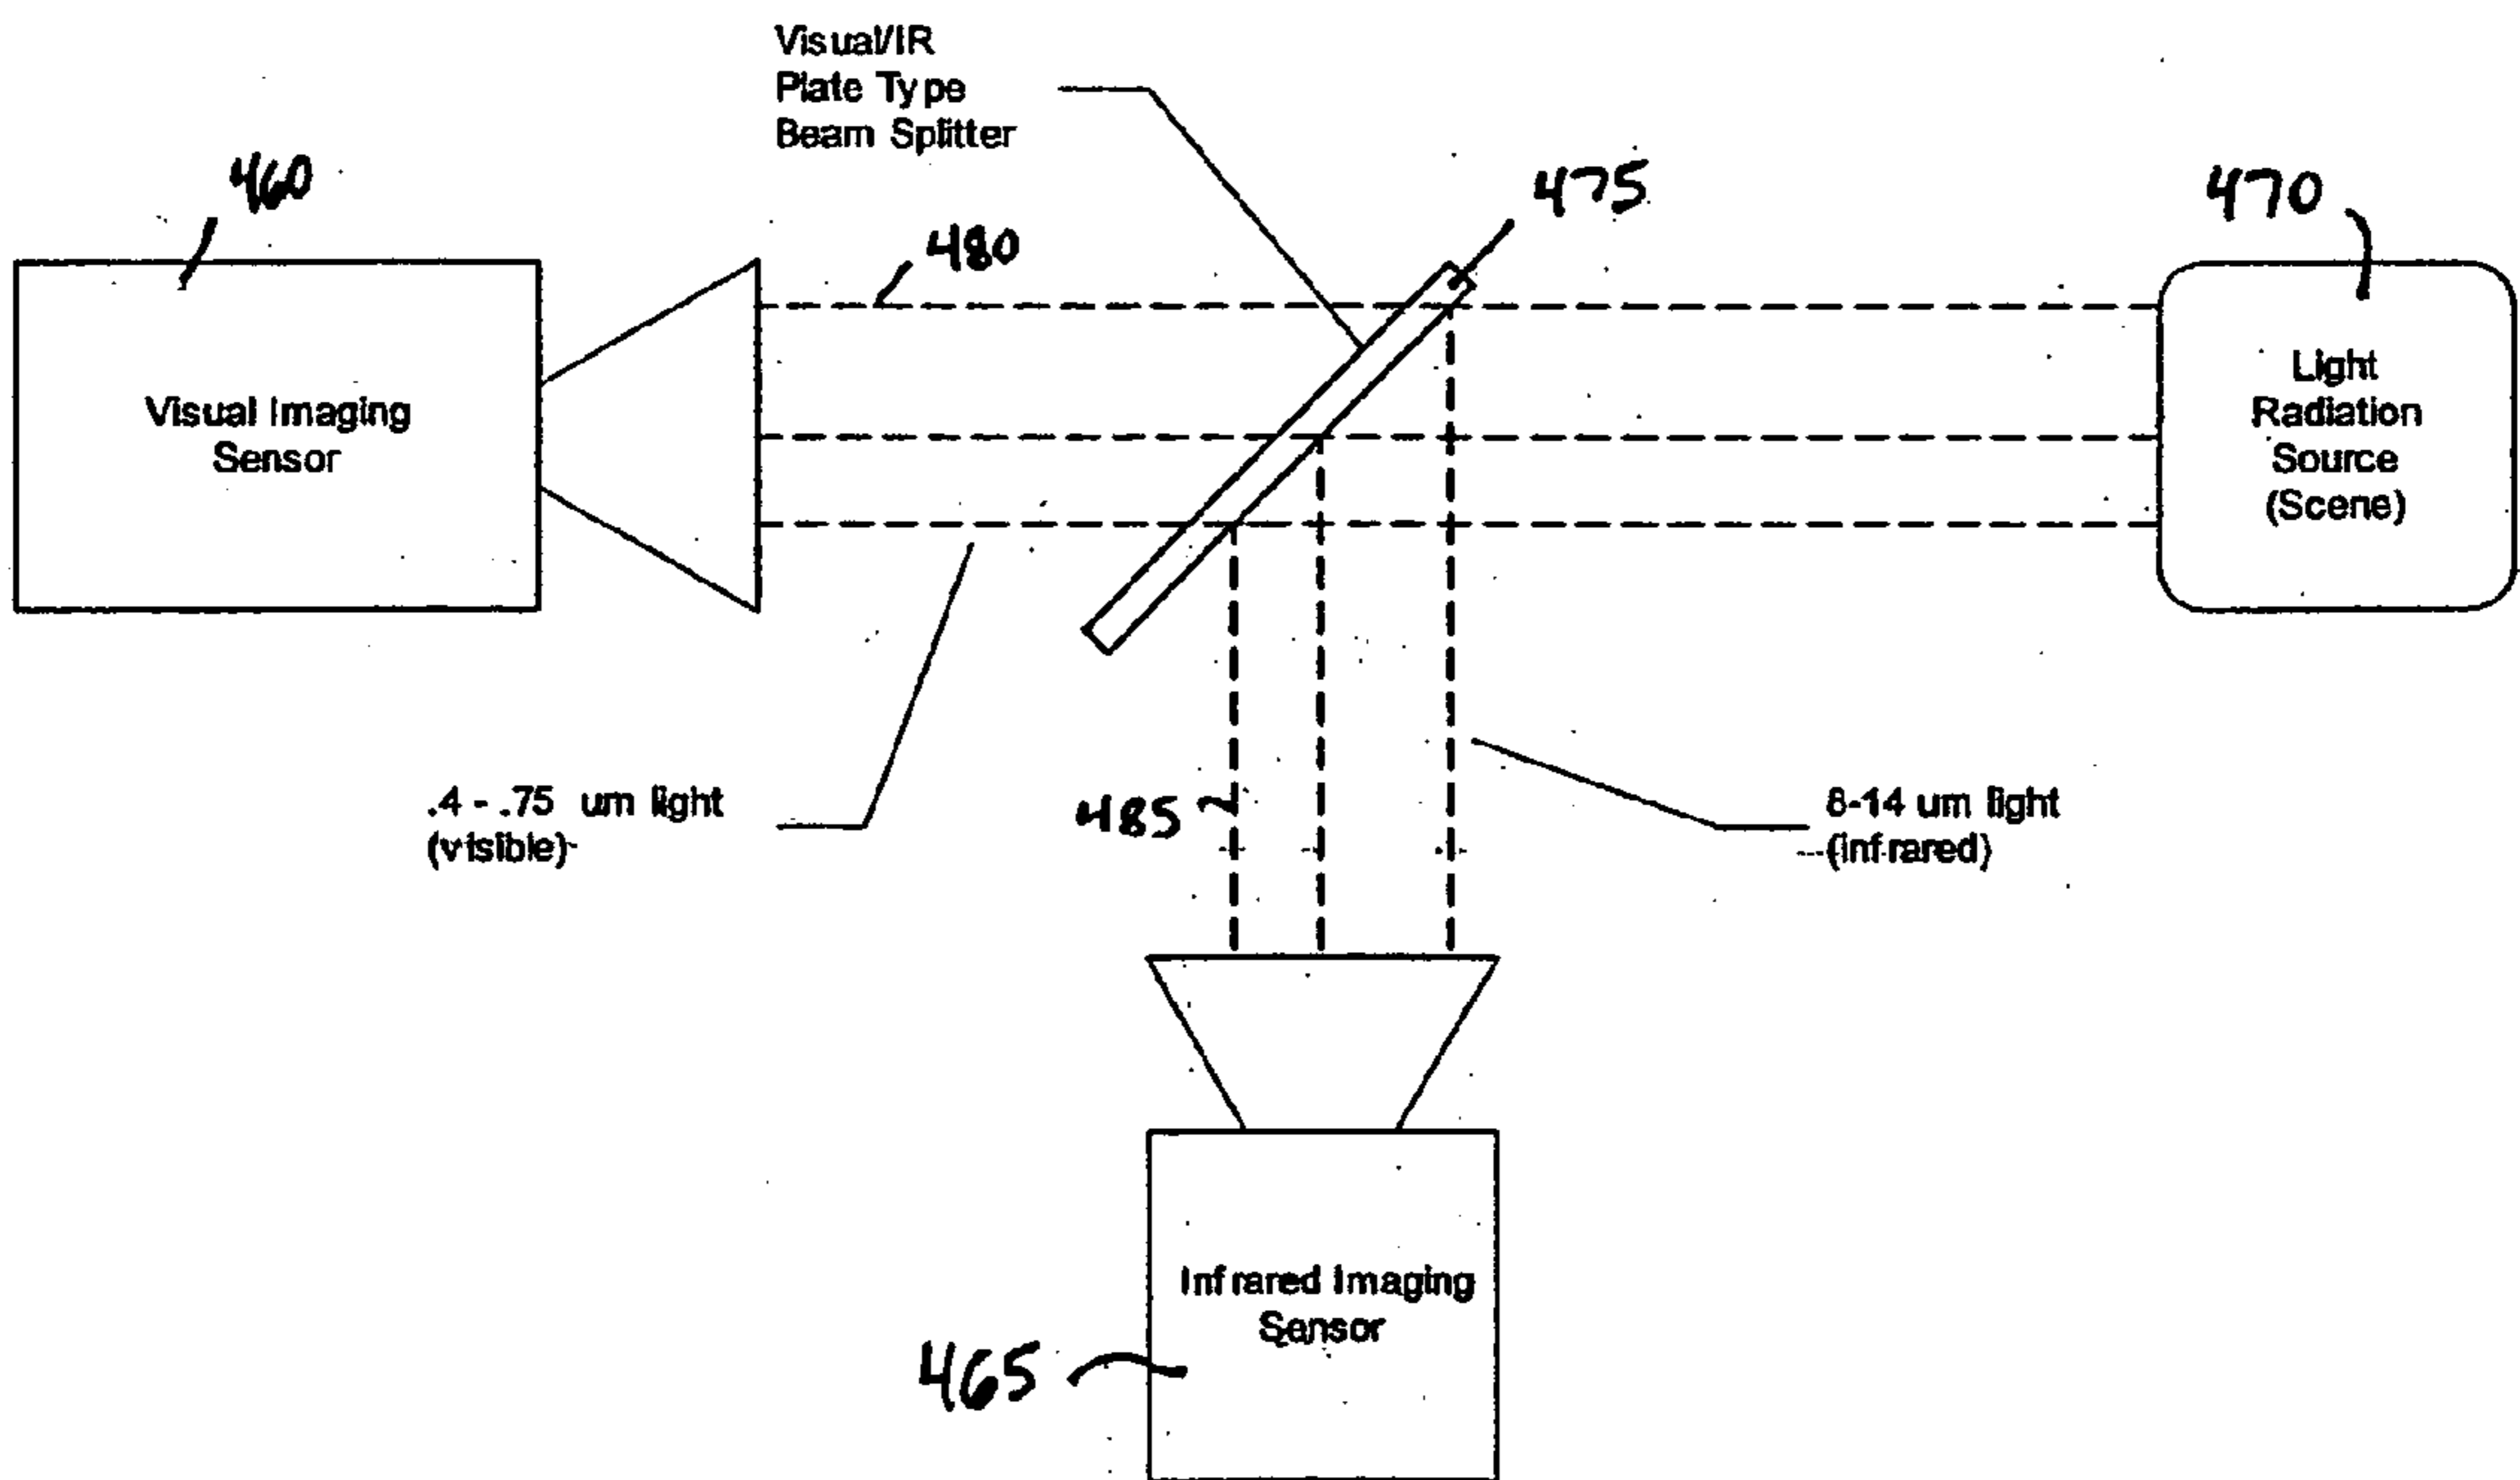 Visual/IR
Plate Type
Beam Splitter
460
475
470
480
Visual Imaging
Sensor
Light
Radiation
Source
(Scene)
.4 - .75 um light
(visible)
485
8-14 um light
(infrared)
Infrared Imaging
Sensor
465